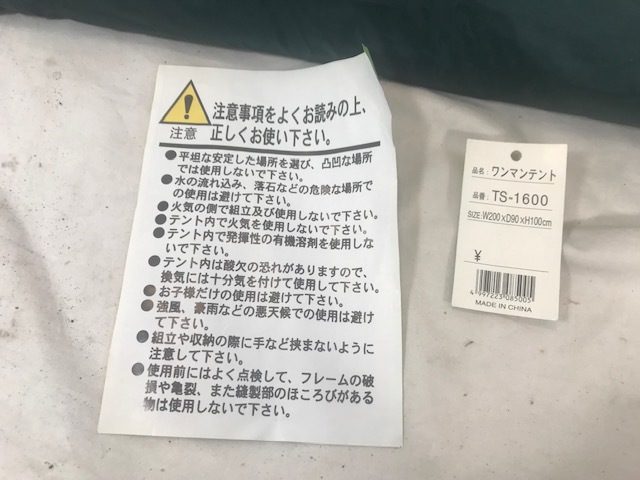 注意事項をよくお読みの上、
注意 正しくお使い下さい。
●平坦な安定した場所を選び、凸凹な場所
では使用しないで下さい。
●水の流れ込み、落石などの危険な場所で
の使用は避けて下さい。
●火気の側で組立及び使用しないで下さい。
●テント内で火気を使用しないで下さい。
●テント内で発揮性の有機溶剤を使用しな
いで下さい。
●テント内は酸欠の恐れがありますので、
換気には十分気を付けて使用して下さい。
●お子様だけの使用は避けて下さい。
●強風、豪雨などの悪天候での使用は避け
て下さい。
●組立や収納の際に手など挟まないように
注意して下さい。
●使用前にはよく点検して、フレームの破
損や亀裂、また縫製部のほころびがある
物は使用しないで下さい。
品名:ワンマンテント
品番:TS-1600
SIZE:W200×D90×H100cm
¥
4997223085005
MADE IN CHINA